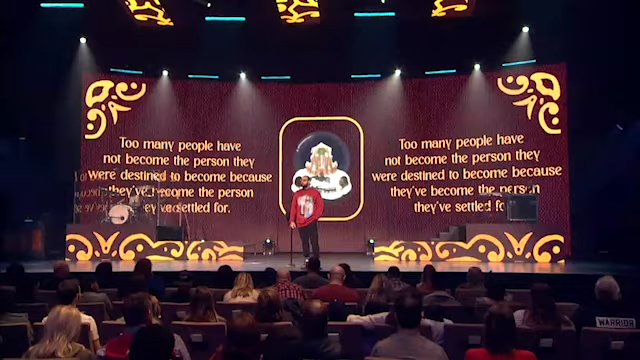 Too many people have
not become the person they
were destined to become because
they've become the person
they've settled for.
Too many people have
not become the person they
were destined to become because
they've become the person
they've settled for.
WARRIOR